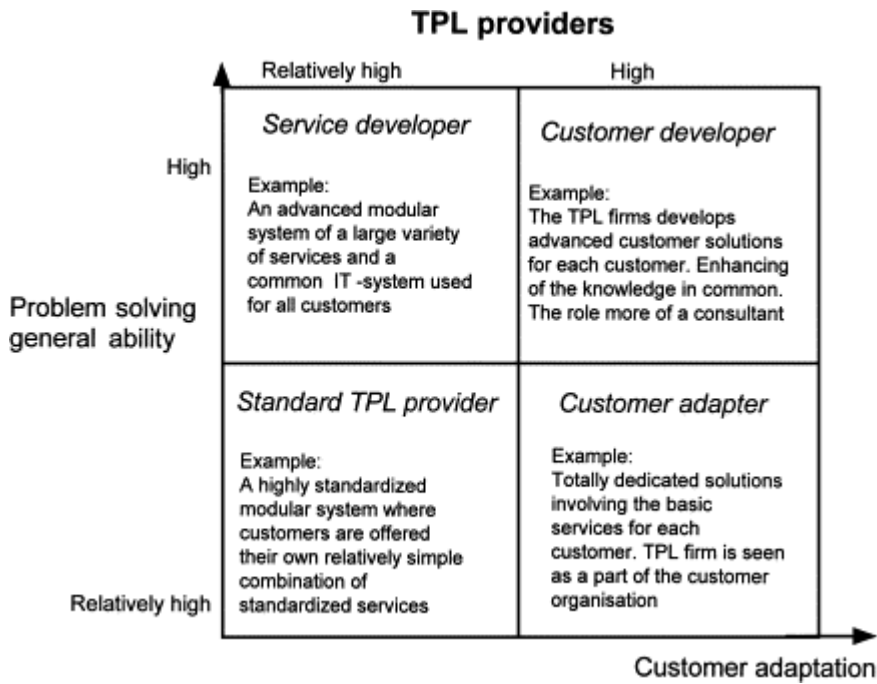 TPL providers
Relatively high
High
Service developer
Customer developer
High
Example:
An advanced modular
system of a large variety
of services and a
common IT -system used
for all customers
Example:
The TPL firms develops
advanced customer solutions
for each customer. Enhancing
of the knowledge in common.
The role more of a consultant
Problem solving
general ability
Standard TPL provider
Customer adapter
Example:
A highly standardized
modular system where
customers are offered
their own relatively simple
combination of
standardized services
Example:
Totally dedicated solutions
involving the basic
services for each
customer. TPL firm is seen
as a part of the customer
organisation
Relatively high
Customer adaptation